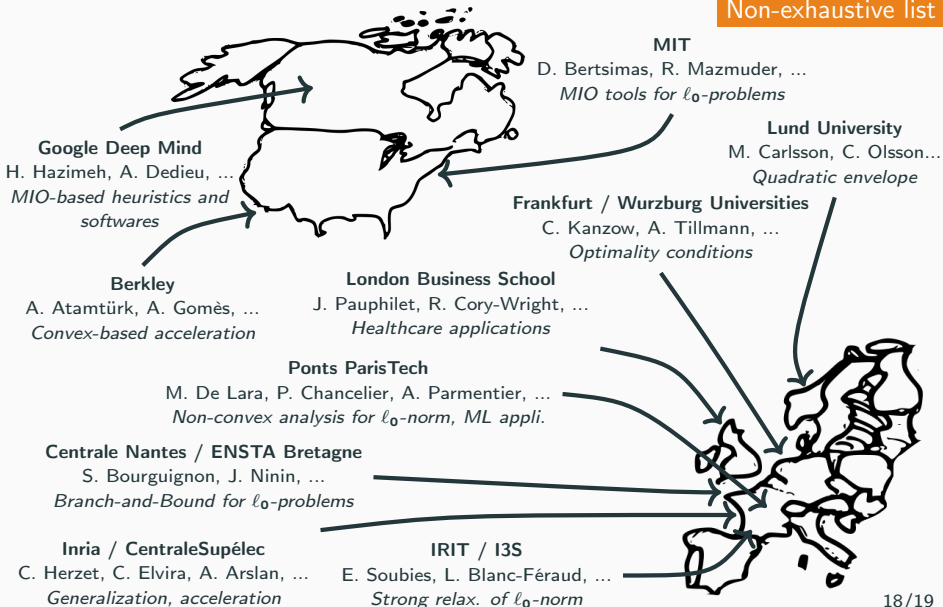 Non-exhaustive list
MIT
D. Bertsimas, R. Mazmuder, ...
MIO tools for ℓ₀-problems
Lund University
M. Carlsson, C. Olsson...
Quadratic envelope
Google Deep Mind
H. Hazimeh, A. Dedieu, ...
MIO-based heuristics and
softwares
Frankfurt / Wurzburg Universities
C. Kanzow, A. Tillmann, ...
Optimality conditions
Berkley
A. Atamtürk, A. Gomès, ...
Convex-based acceleration
London Business School
J. Pauphilet, R. Cory-Wright, ...
Healthcare applications
Ponts ParisTech
M. De Lara, P. Chancelier, A. Parmentier, ...
Non-convex analysis for ℓ₀-norm, ML appli.
Centrale Nantes / ENSTA Bretagne
S. Bourguignon, J. Ninin, ...
Branch-and-Bound for ℓ₀-problems
Inria / CentraleSupélec
C. Herzet, C. Elvira, A. Arslan, ...
Generalization, acceleration
IRIT / I3S
E. Soubies, L. Blanc-Féraud, ...
Strong relax. of ℓ₀-norm
18/19